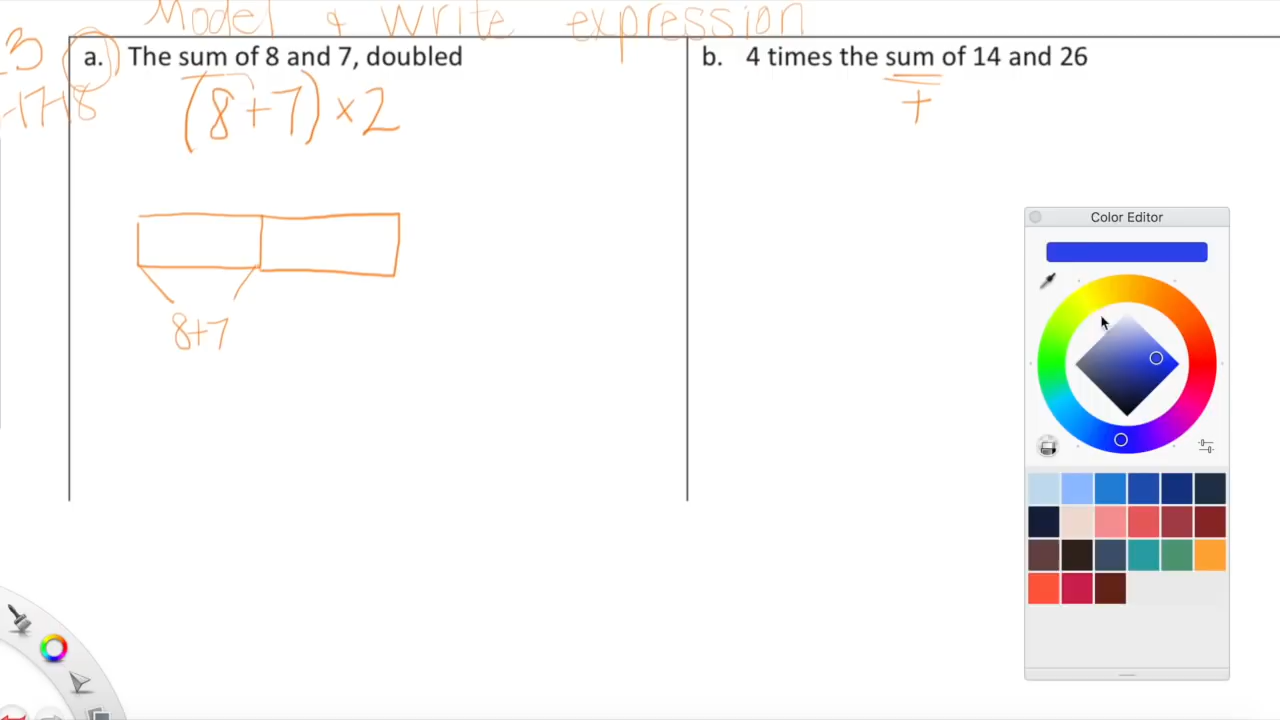 Model & Write expression
a. The sum of 8 and 7, doubled
(8+7) ×2
8+7
b. 4 times the sum of 14 and 26
+
Color Editor